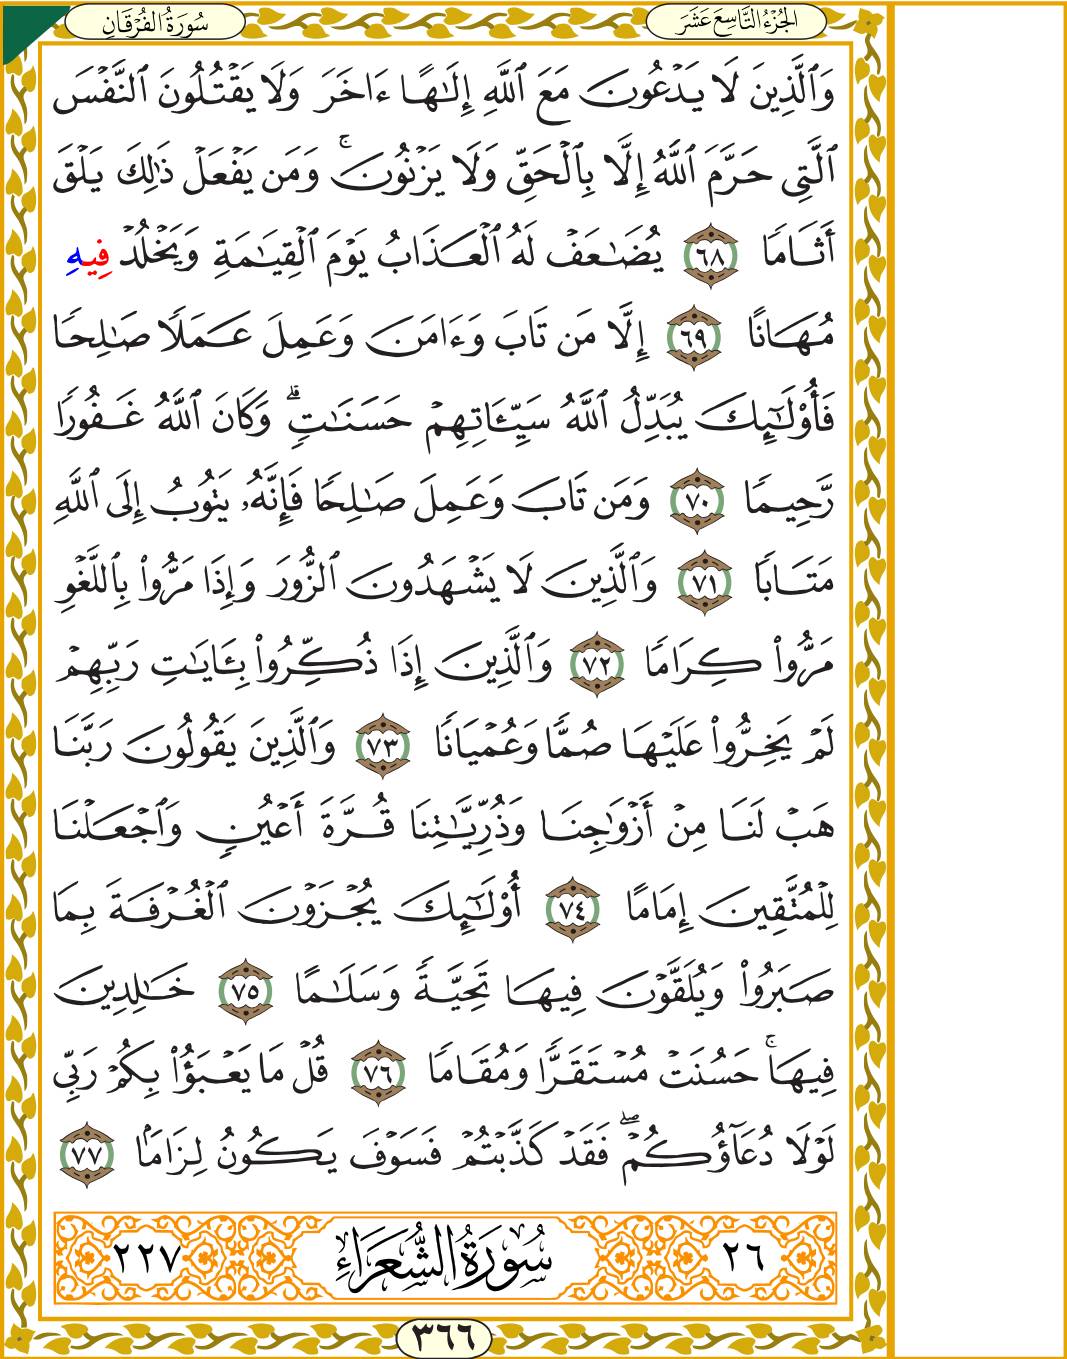 سُورَةُ الفُرْقَانِ الجُزْءُ التَّاسِعَ عَشَرَ
وَٱلَّذِينَ لَا يَدْعُونَ مَعَ ٱللَّهِ إِلَٰهًا ءَاخَرَ وَلَا يَقْتُلُونَ ٱلنَّفْسَ
ٱلَّتِي حَرَّمَ ٱللَّهُ إِلَّا بِٱلْحَقِّ وَلَا يَزْنُونَۚ وَمَن يَفْعَلْ ذَٰلِكَ يَلْقَ
أَثَامٗا ٦٨ يُضَٰعَفْ لَهُ ٱلْعَذَابُ يَوْمَ ٱلْقِيَٰمَةِ وَيَخْلُدْ فِيهِ
مُهَانًا ٦٩ إِلَّا مَن تَابَ وَءَامَنَ وَعَمِلَ عَمَلٗا صَٰلِحٗا
فَأُوْلَٰٓئِكَ يُبَدِّلُ ٱللَّهُ سَيِّـَٔاتِهِمْ حَسَنَٰتٖۗ وَكَانَ ٱللَّهُ غَفُورٗا
رَّحِيمٗا ٧٠ وَمَن تَابَ وَعَمِلَ صَٰلِحٗا فَإِنَّهُۥ يَتُوبُ إِلَى ٱللَّهِ
مَتَابٗا ٧١ وَٱلَّذِينَ لَا يَشْهَدُونَ ٱلزُّورَ وَإِذَا مَرُّواْ بِٱللَّغْوِ
مَرُّواْ كِرَامٗا ٧٢ وَٱلَّذِينَ إِذَا ذُكِّرُواْ بِـَٔايَٰتِ رَبِّهِمْ
لَمْ يَخِرُّواْ عَلَيْهَا صُمّٗا وَعُمْيَانٗا ٧٣ وَٱلَّذِينَ يَقُولُونَ رَبَّنَا
هَبْ لَنَا مِنْ أَزْوَٰجِنَا وَذُرِّيَّٰتِنَا قُرَّةَ أَعْيُنٖ وَٱجْعَلْنَا
لِلْمُتَّقِينَ إِمَامًا ٧٤ أُوْلَٰٓئِكَ يُجْزَوْنَ ٱلْغُرْفَةَ بِمَا
صَبَرُواْ وَيُلَقَّوْنَ فِيهَا تَحِيَّةٗ وَسَلَٰمًا ٧٥ خَٰلِدِينَ
فِيهَاۚ حَسُنَتْ مُسْتَقَرّٗا وَمُقَامٗا ٧٦ قُلْ مَا يَعْبَؤُاْ بِكُمْ رَبِّي
لَوْلَا دُعَآؤُكُمْۖ فَقَدْ كَذَّبْتُمْ فَسَوْفَ يَكُونُ لِزَامَۢا ٧٧
٢٦ سُورَةُ الشُّعَرَاءِ ٢٢٧
٣٦٦